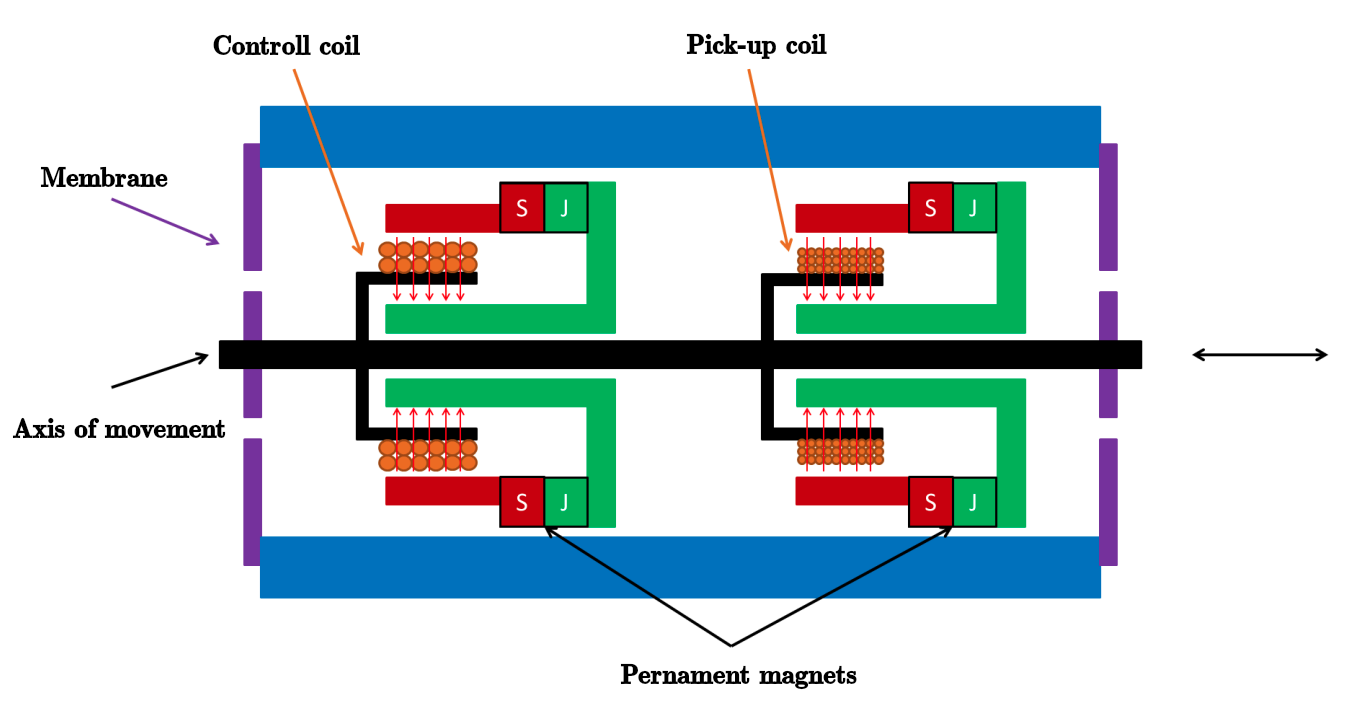 Controll coil
Pick-up coil
Membrane
S J
S J
Axis of movement
S J
S J
Pernament magnets